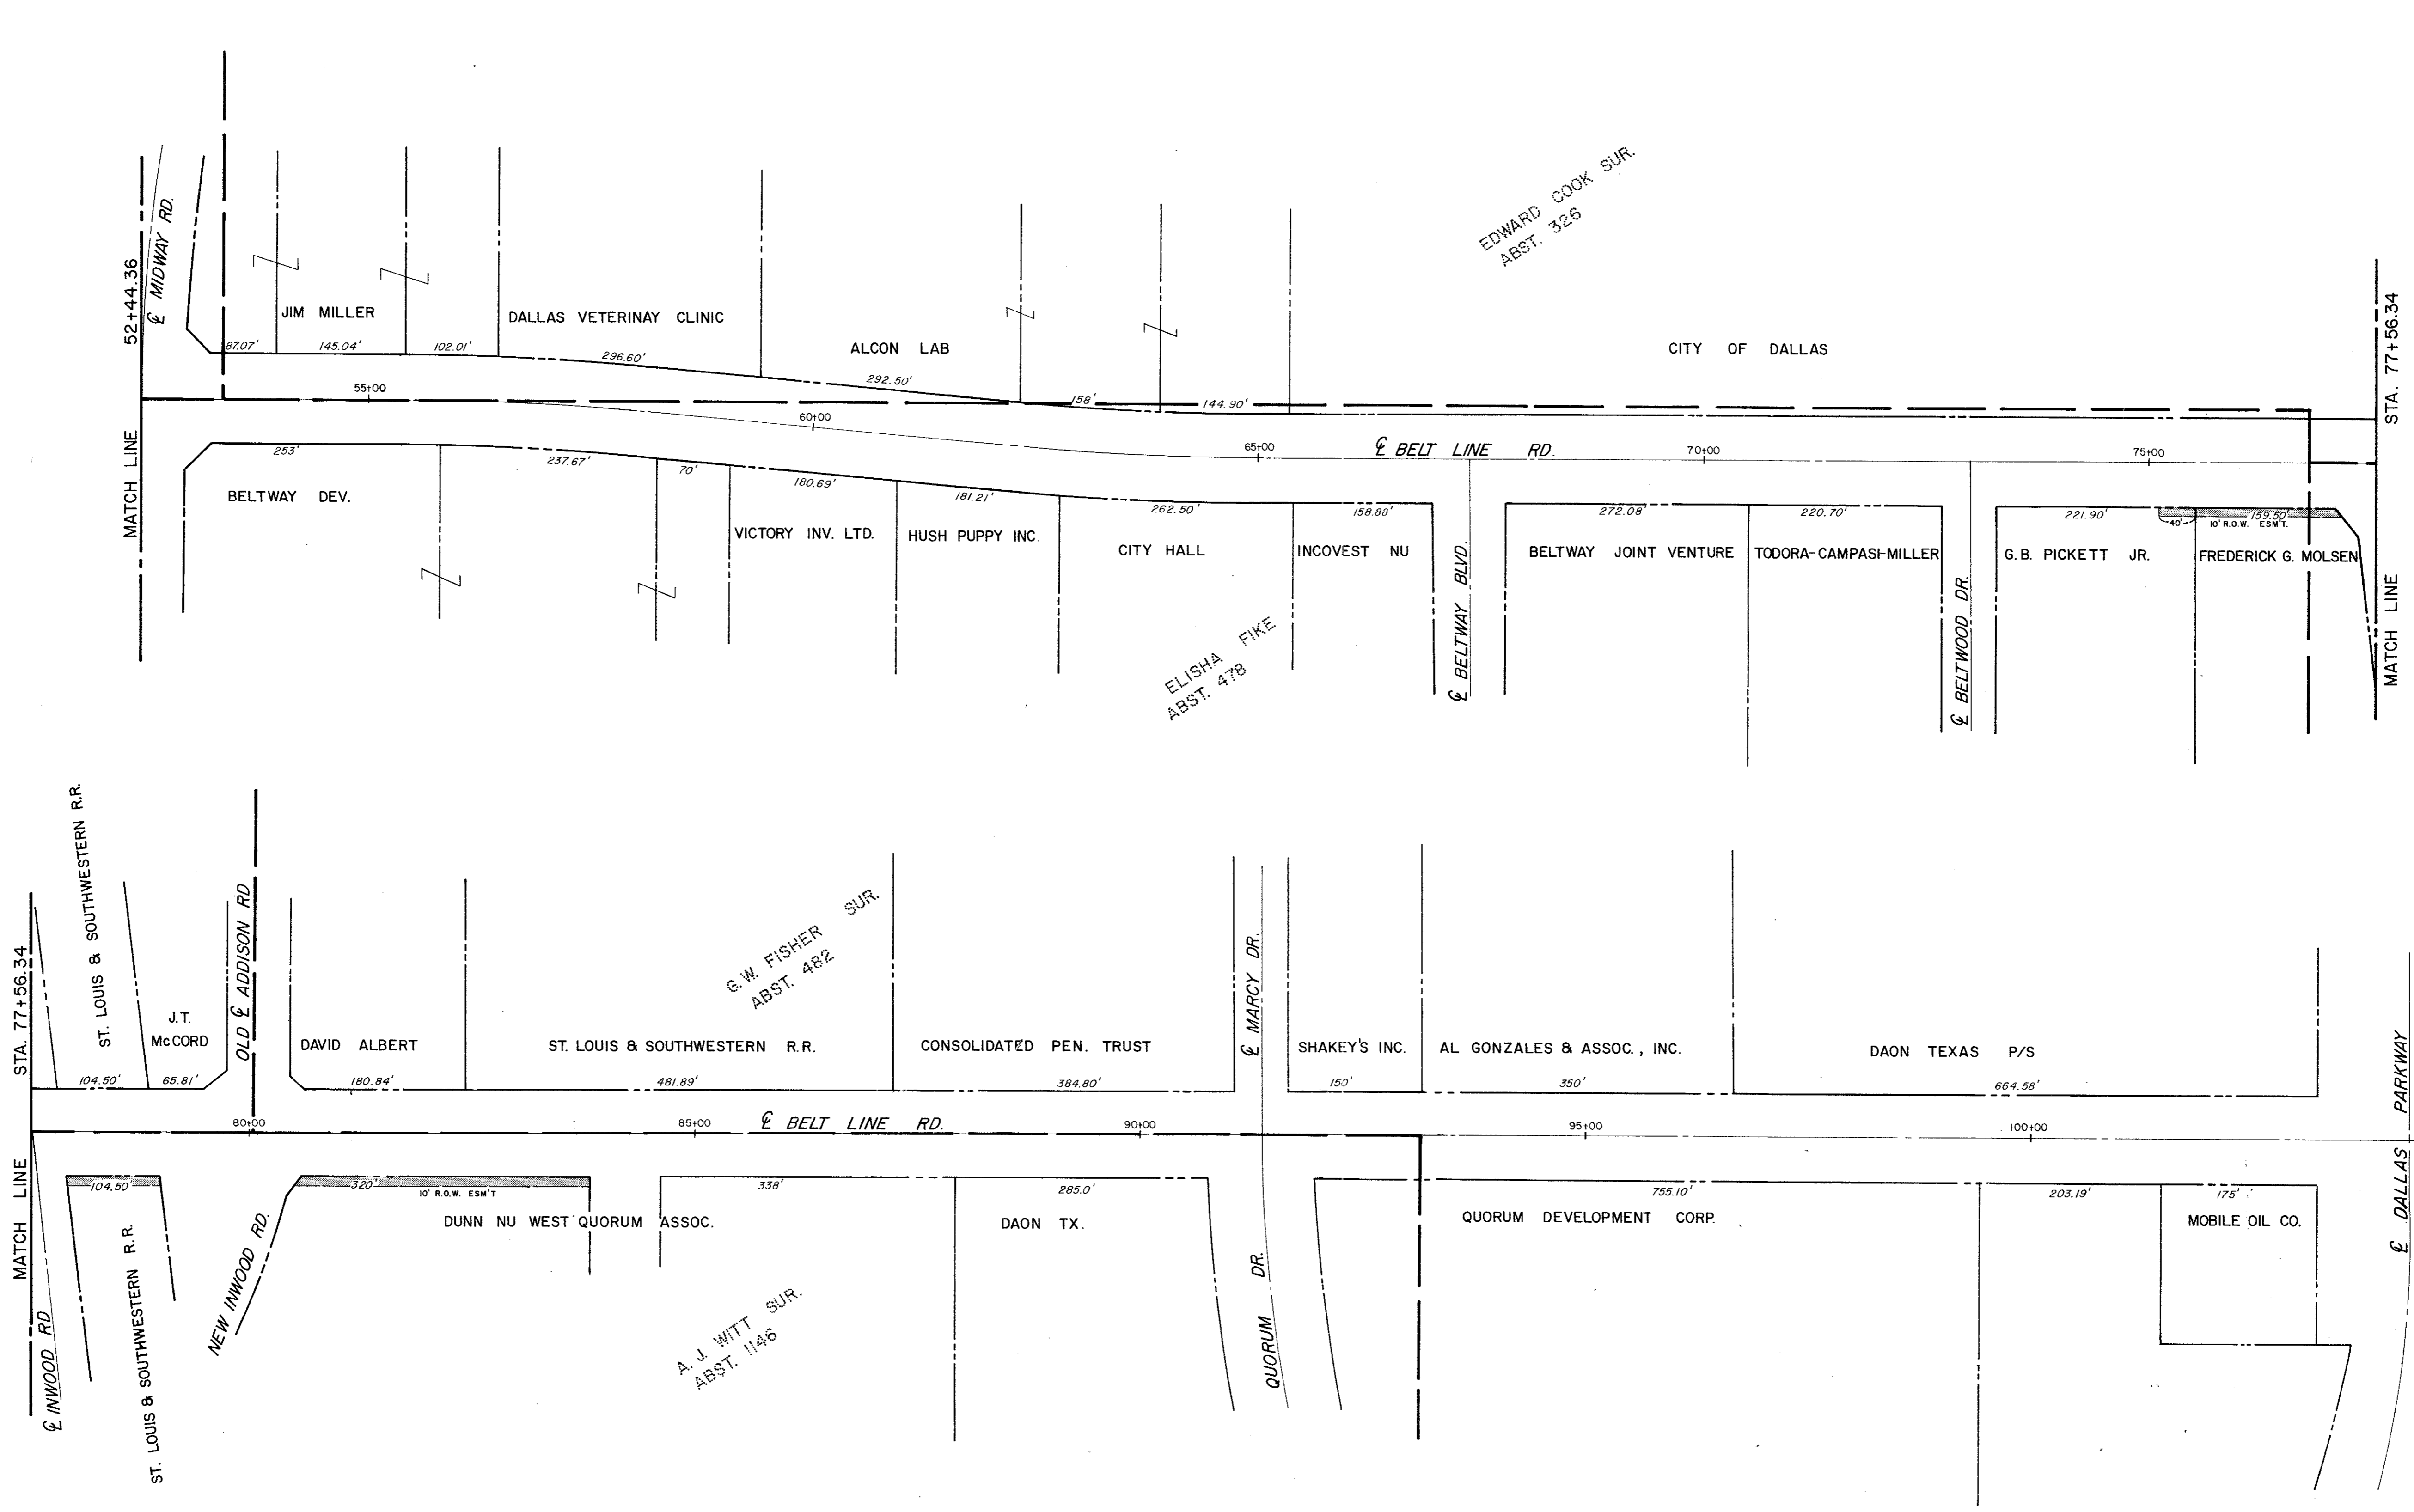 EDWARD COOK SUR.
ABST. 326
52+44.36
℄ MIDWAY RD.
JIM MILLER
DALLAS VETERINAY CLINIC
ALCON LAB
CITY OF DALLAS
STA. 77+56.34
87.07'
145.04'
102.01'
296.60'
292.50'
158'
144.90'
55+00
60+00
65+00
℄ BELT LINE RD.
70+00
75+00
MATCH LINE
253'
237.67'
70'
180.69'
181.21'
262.50'
158.88'
272.08'
220.70'
221.90'
40'
159.50'
10' R.O.W. ESM'T.
BELTWAY DEV.
VICTORY INV. LTD.
HUSH PUPPY INC.
CITY HALL
INCOVEST NU
℄ BELTWAY BLVD.
BELTWAY JOINT VENTURE
TODORA-CAMPASI-MILLER
℄ BELTWOOD DR.
G.B. PICKETT JR.
FREDERICK G. MOLSEN
MATCH LINE
ELISHA FIKE
ABST. 478
STA. 77+56.34
ST. LOUIS & SOUTHWESTERN R.R.
J.T.
McCORD
OLD ℄ ADDISON RD
G.W. FISHER SUR.
ABST. 482
DAVID ALBERT
ST. LOUIS & SOUTHWESTERN R.R.
CONSOLIDATED PEN. TRUST
℄ MARCY DR.
SHAKEY'S INC.
AL GONZALES & ASSOC., INC.
DAON TEXAS P/S
104.50'
65.81'
180.84'
481.89'
384.80'
150'
350'
664.58'
80+00
85+00
℄ BELT LINE RD.
90+00
95+00
100+00
℄ DALLAS PARKWAY
MATCH LINE
104.50'
320'
10' R.O.W. ESM'T
338'
285.0'
755.10'
203.19'
175'
℄ INWOOD RD
ST. LOUIS & SOUTHWESTERN R.R.
NEW INWOOD RD.
DUNN NU WEST QUORUM ASSOC.
DAON TX.
QUORUM DR.
QUORUM DEVELOPMENT CORP.
MOBILE OIL CO.
A. J. WITT SUR.
ABST. 1146